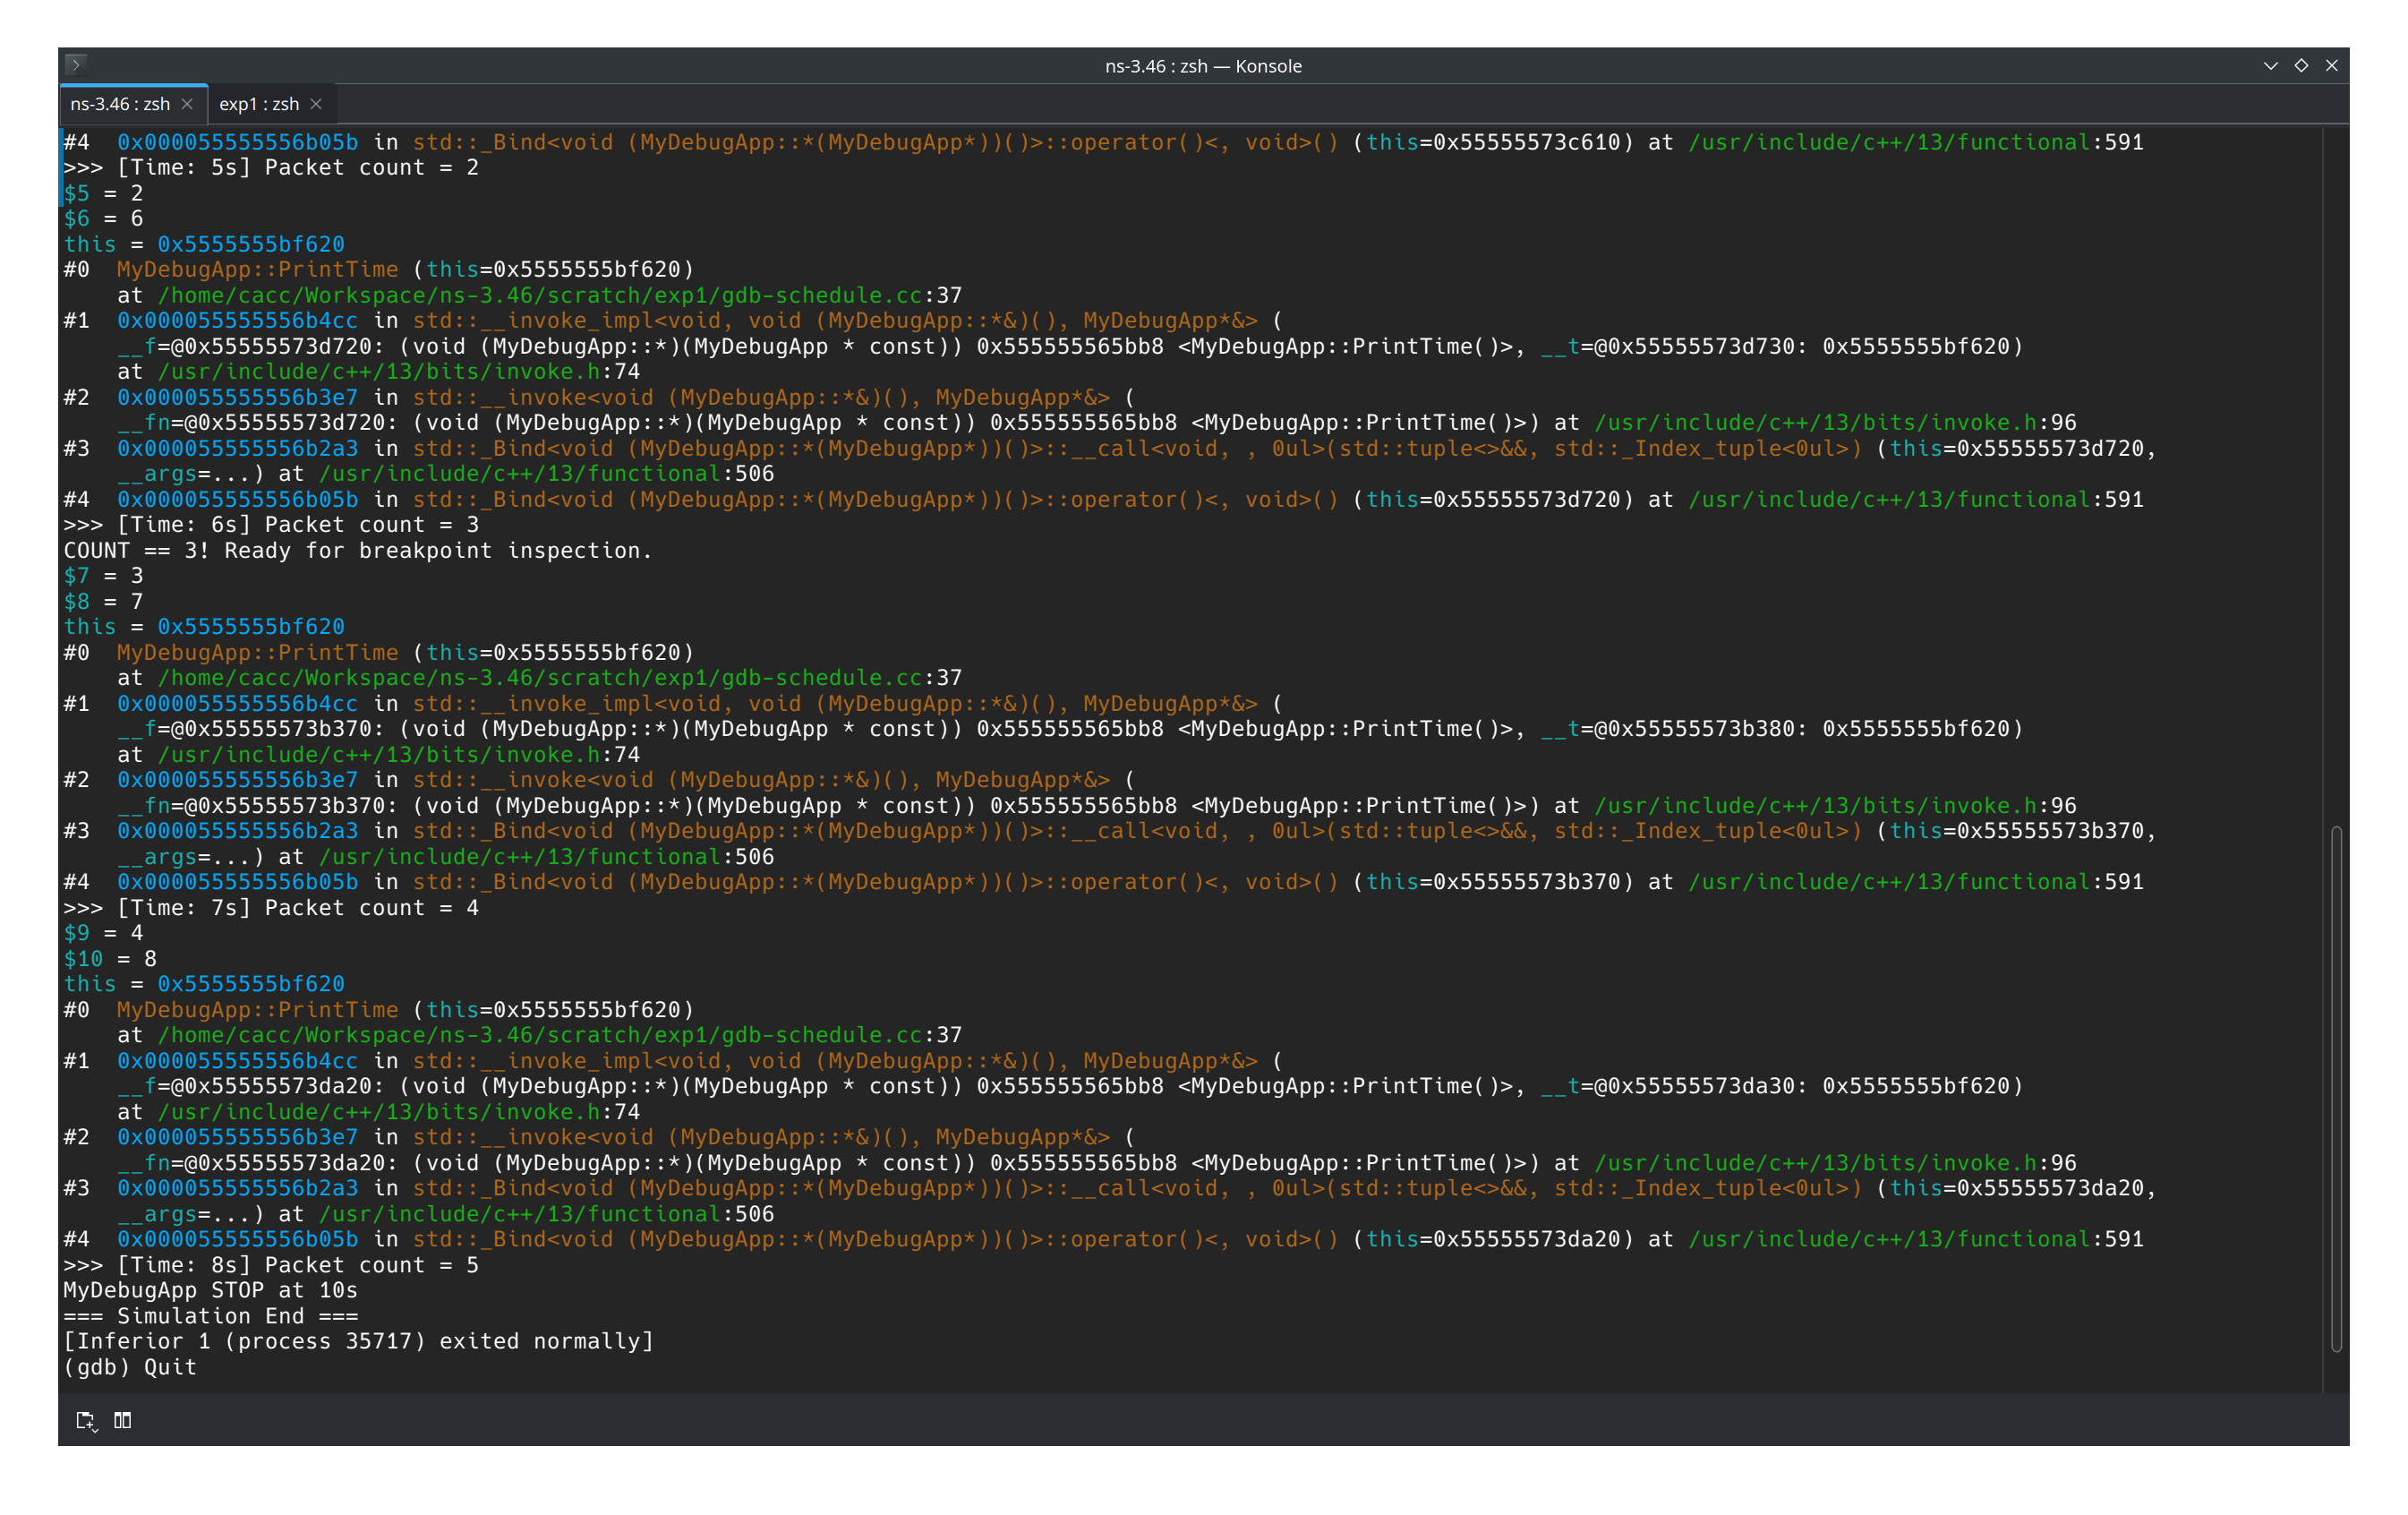 ns-3.46 : zsh — Konsole
ns-3.46 : zsh
exp1 : zsh
#4  0x000055555556b05b in std::_Bind<void (MyDebugApp::*(MyDebugApp*))()>::operator()<, void>() (this=0x55555573c610) at /usr/include/c++/13/functional:591
>>> [Time: 5s] Packet count = 2
$5 = 2
$6 = 6
this = 0x5555555bf620
#0  MyDebugApp::PrintTime (this=0x5555555bf620)
    at /home/cacc/Workspace/ns-3.46/scratch/exp1/gdb-schedule.cc:37
#1  0x000055555556b4cc in std::__invoke_impl<void, void (MyDebugApp::*&)(), MyDebugApp*&> (
    __f=@0x55555573d720: (void (MyDebugApp::*)(MyDebugApp * const)) 0x555555565bb8 <MyDebugApp::PrintTime()>, __t=@0x55555573d730: 0x5555555bf620)
    at /usr/include/c++/13/bits/invoke.h:74
#2  0x000055555556b3e7 in std::__invoke<void (MyDebugApp::*&)(), MyDebugApp*&> (
    __fn=@0x55555573d720: (void (MyDebugApp::*)(MyDebugApp * const)) 0x555555565bb8 <MyDebugApp::PrintTime()>) at /usr/include/c++/13/bits/invoke.h:96
#3  0x000055555556b2a3 in std::_Bind<void (MyDebugApp::*(MyDebugApp*))()>::__call<void, , 0ul>(std::tuple<>&&, std::_Index_tuple<0ul>) (this=0x55555573d720,
    __args=...) at /usr/include/c++/13/functional:506
#4  0x000055555556b05b in std::_Bind<void (MyDebugApp::*(MyDebugApp*))()>::operator()<, void>() (this=0x55555573d720) at /usr/include/c++/13/functional:591
>>> [Time: 6s] Packet count = 3
COUNT == 3! Ready for breakpoint inspection.
$7 = 3
$8 = 7
this = 0x5555555bf620
#0  MyDebugApp::PrintTime (this=0x5555555bf620)
    at /home/cacc/Workspace/ns-3.46/scratch/exp1/gdb-schedule.cc:37
#1  0x000055555556b4cc in std::__invoke_impl<void, void (MyDebugApp::*&)(), MyDebugApp*&> (
    __f=@0x55555573b370: (void (MyDebugApp::*)(MyDebugApp * const)) 0x555555565bb8 <MyDebugApp::PrintTime()>, __t=@0x55555573b380: 0x5555555bf620)
    at /usr/include/c++/13/bits/invoke.h:74
#2  0x000055555556b3e7 in std::__invoke<void (MyDebugApp::*&)(), MyDebugApp*&> (
    __fn=@0x55555573b370: (void (MyDebugApp::*)(MyDebugApp * const)) 0x555555565bb8 <MyDebugApp::PrintTime()>) at /usr/include/c++/13/bits/invoke.h:96
#3  0x000055555556b2a3 in std::_Bind<void (MyDebugApp::*(MyDebugApp*))()>::__call<void, , 0ul>(std::tuple<>&&, std::_Index_tuple<0ul>) (this=0x55555573b370,
    __args=...) at /usr/include/c++/13/functional:506
#4  0x000055555556b05b in std::_Bind<void (MyDebugApp::*(MyDebugApp*))()>::operator()<, void>() (this=0x55555573b370) at /usr/include/c++/13/functional:591
>>> [Time: 7s] Packet count = 4
$9 = 4
$10 = 8
this = 0x5555555bf620
#0  MyDebugApp::PrintTime (this=0x5555555bf620)
    at /home/cacc/Workspace/ns-3.46/scratch/exp1/gdb-schedule.cc:37
#1  0x000055555556b4cc in std::__invoke_impl<void, void (MyDebugApp::*&)(), MyDebugApp*&> (
    __f=@0x55555573da20: (void (MyDebugApp::*)(MyDebugApp * const)) 0x555555565bb8 <MyDebugApp::PrintTime()>, __t=@0x55555573da30: 0x5555555bf620)
    at /usr/include/c++/13/bits/invoke.h:74
#2  0x000055555556b3e7 in std::__invoke<void (MyDebugApp::*&)(), MyDebugApp*&> (
    __fn=@0x55555573da20: (void (MyDebugApp::*)(MyDebugApp * const)) 0x555555565bb8 <MyDebugApp::PrintTime()>) at /usr/include/c++/13/bits/invoke.h:96
#3  0x000055555556b2a3 in std::_Bind<void (MyDebugApp::*(MyDebugApp*))()>::__call<void, , 0ul>(std::tuple<>&&, std::_Index_tuple<0ul>) (this=0x55555573da20,
    __args=...) at /usr/include/c++/13/functional:506
#4  0x000055555556b05b in std::_Bind<void (MyDebugApp::*(MyDebugApp*))()>::operator()<, void>() (this=0x55555573da20) at /usr/include/c++/13/functional:591
>>> [Time: 8s] Packet count = 5
MyDebugApp STOP at 10s
=== Simulation End ===
[Inferior 1 (process 35717) exited normally]
(gdb) Quit